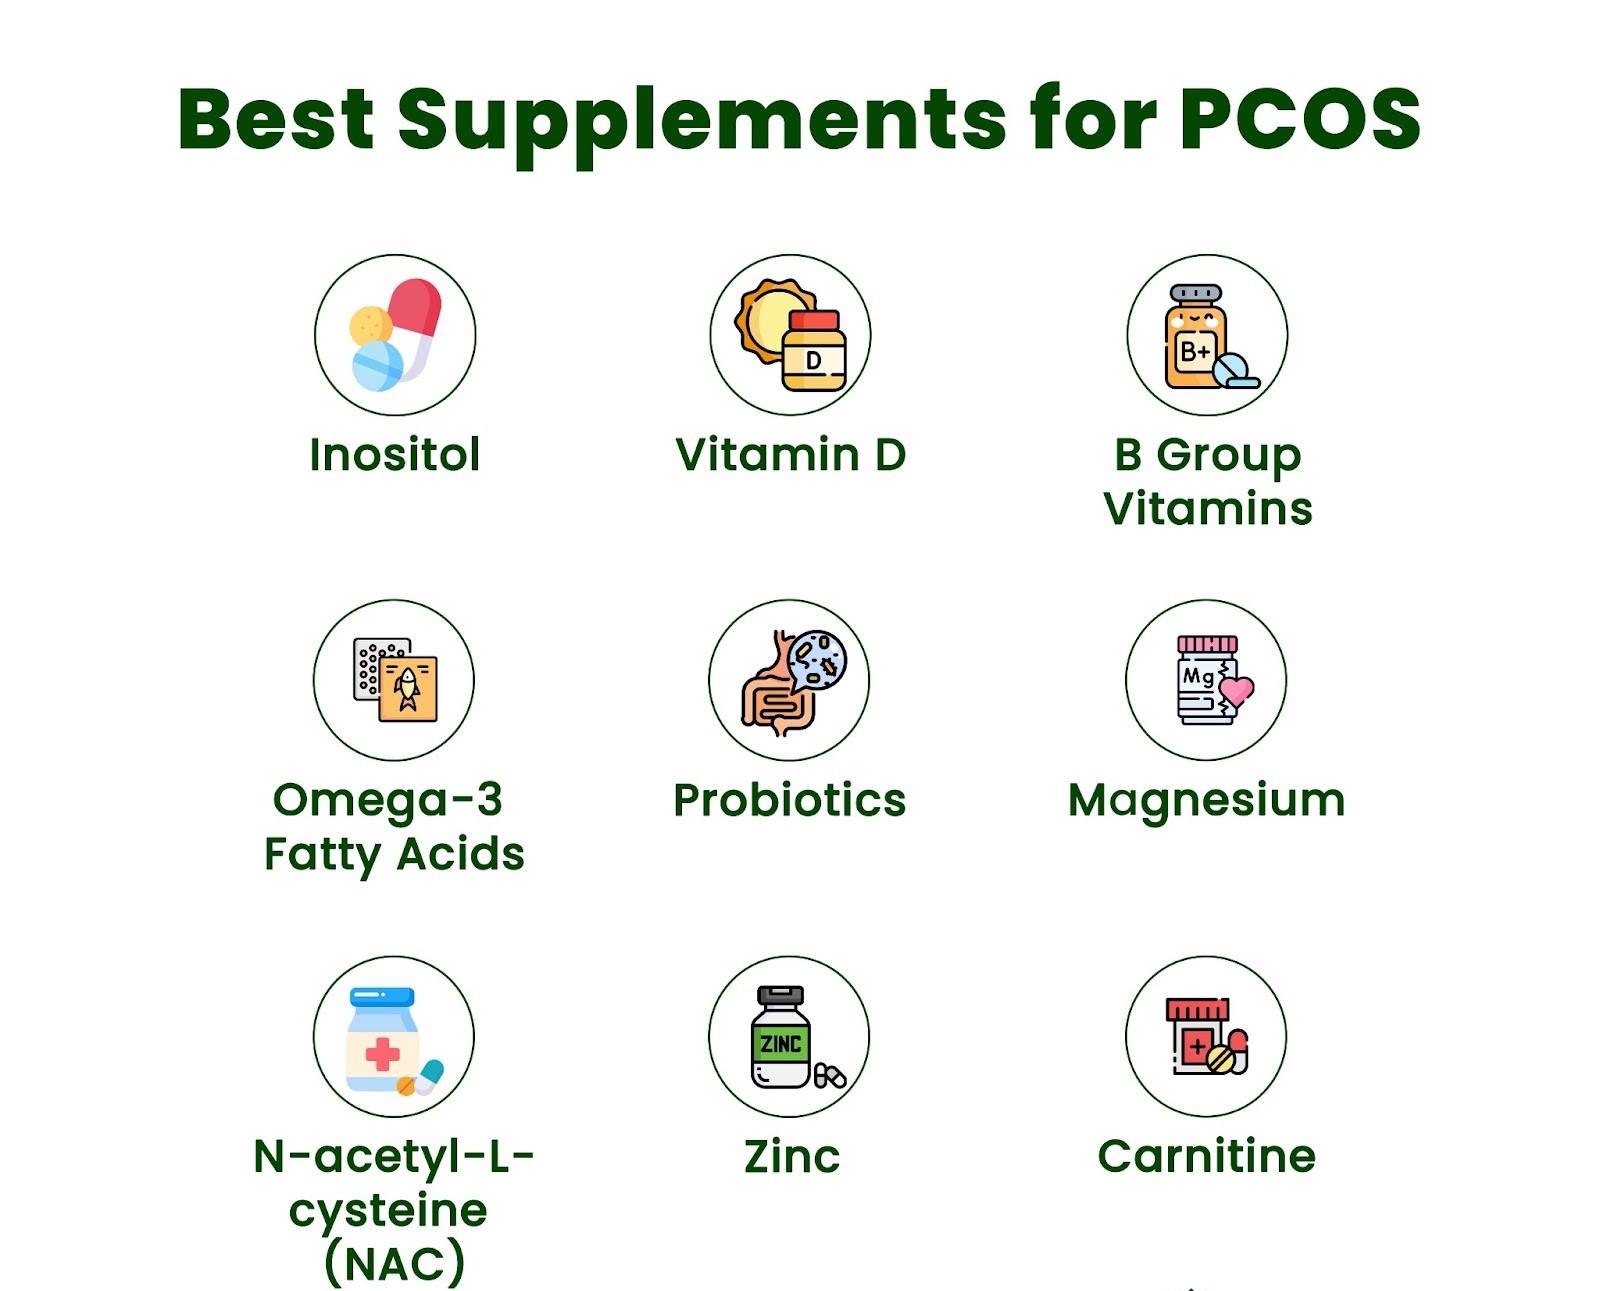 Best Supplements for PCOS
D
B+
Inositol
Vitamin D
B Group
Vitamins
Mg
Omega-3
Fatty Acids
Probiotics
Magnesium
ZINC
N-acetyl-L-
cysteine
(NAC)
Zinc
Carnitine